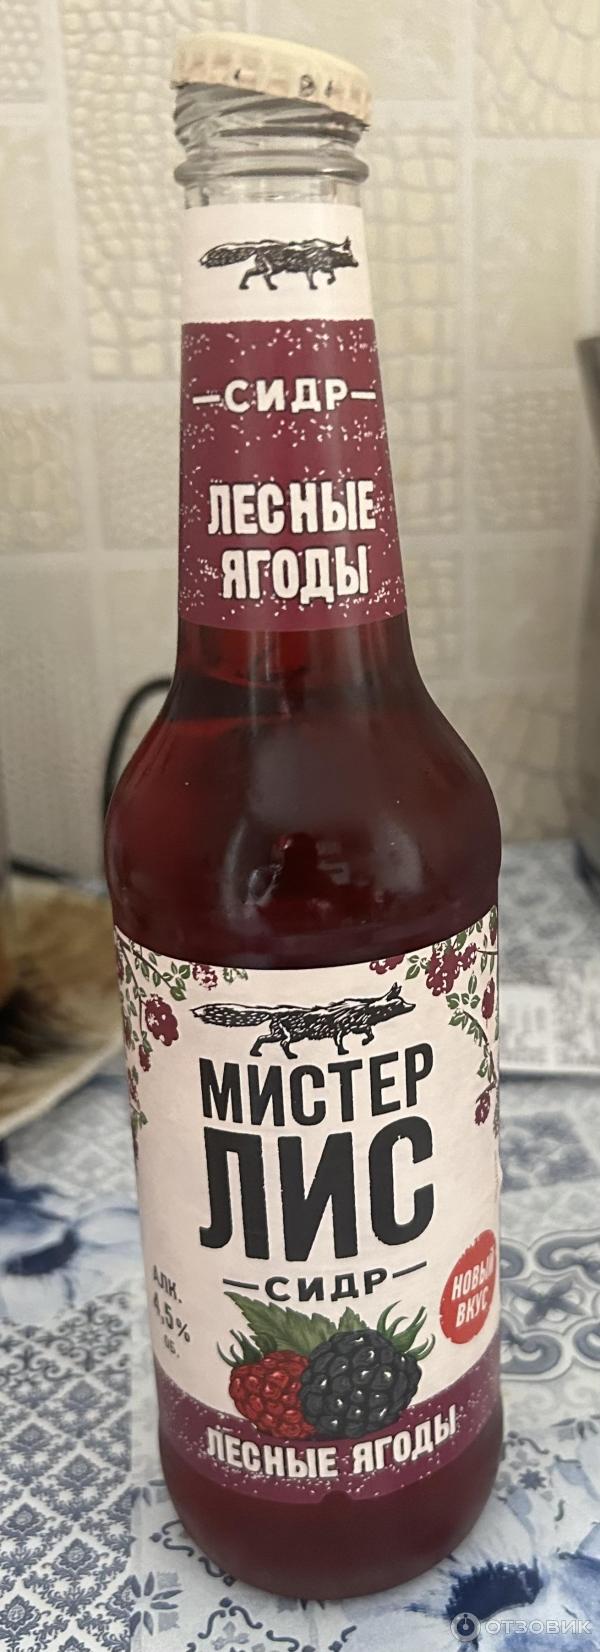 —СИДР—
ЛЕСНЫЕ
ЯГОДЫ
МИСТЕР
ЛИС
—СИДР—
АЛК.
4,5%
ОБ.
НОВЫЙ
ВКУС
ЛЕСНЫЕ ЯГОДЫ
ОТЗОВИК